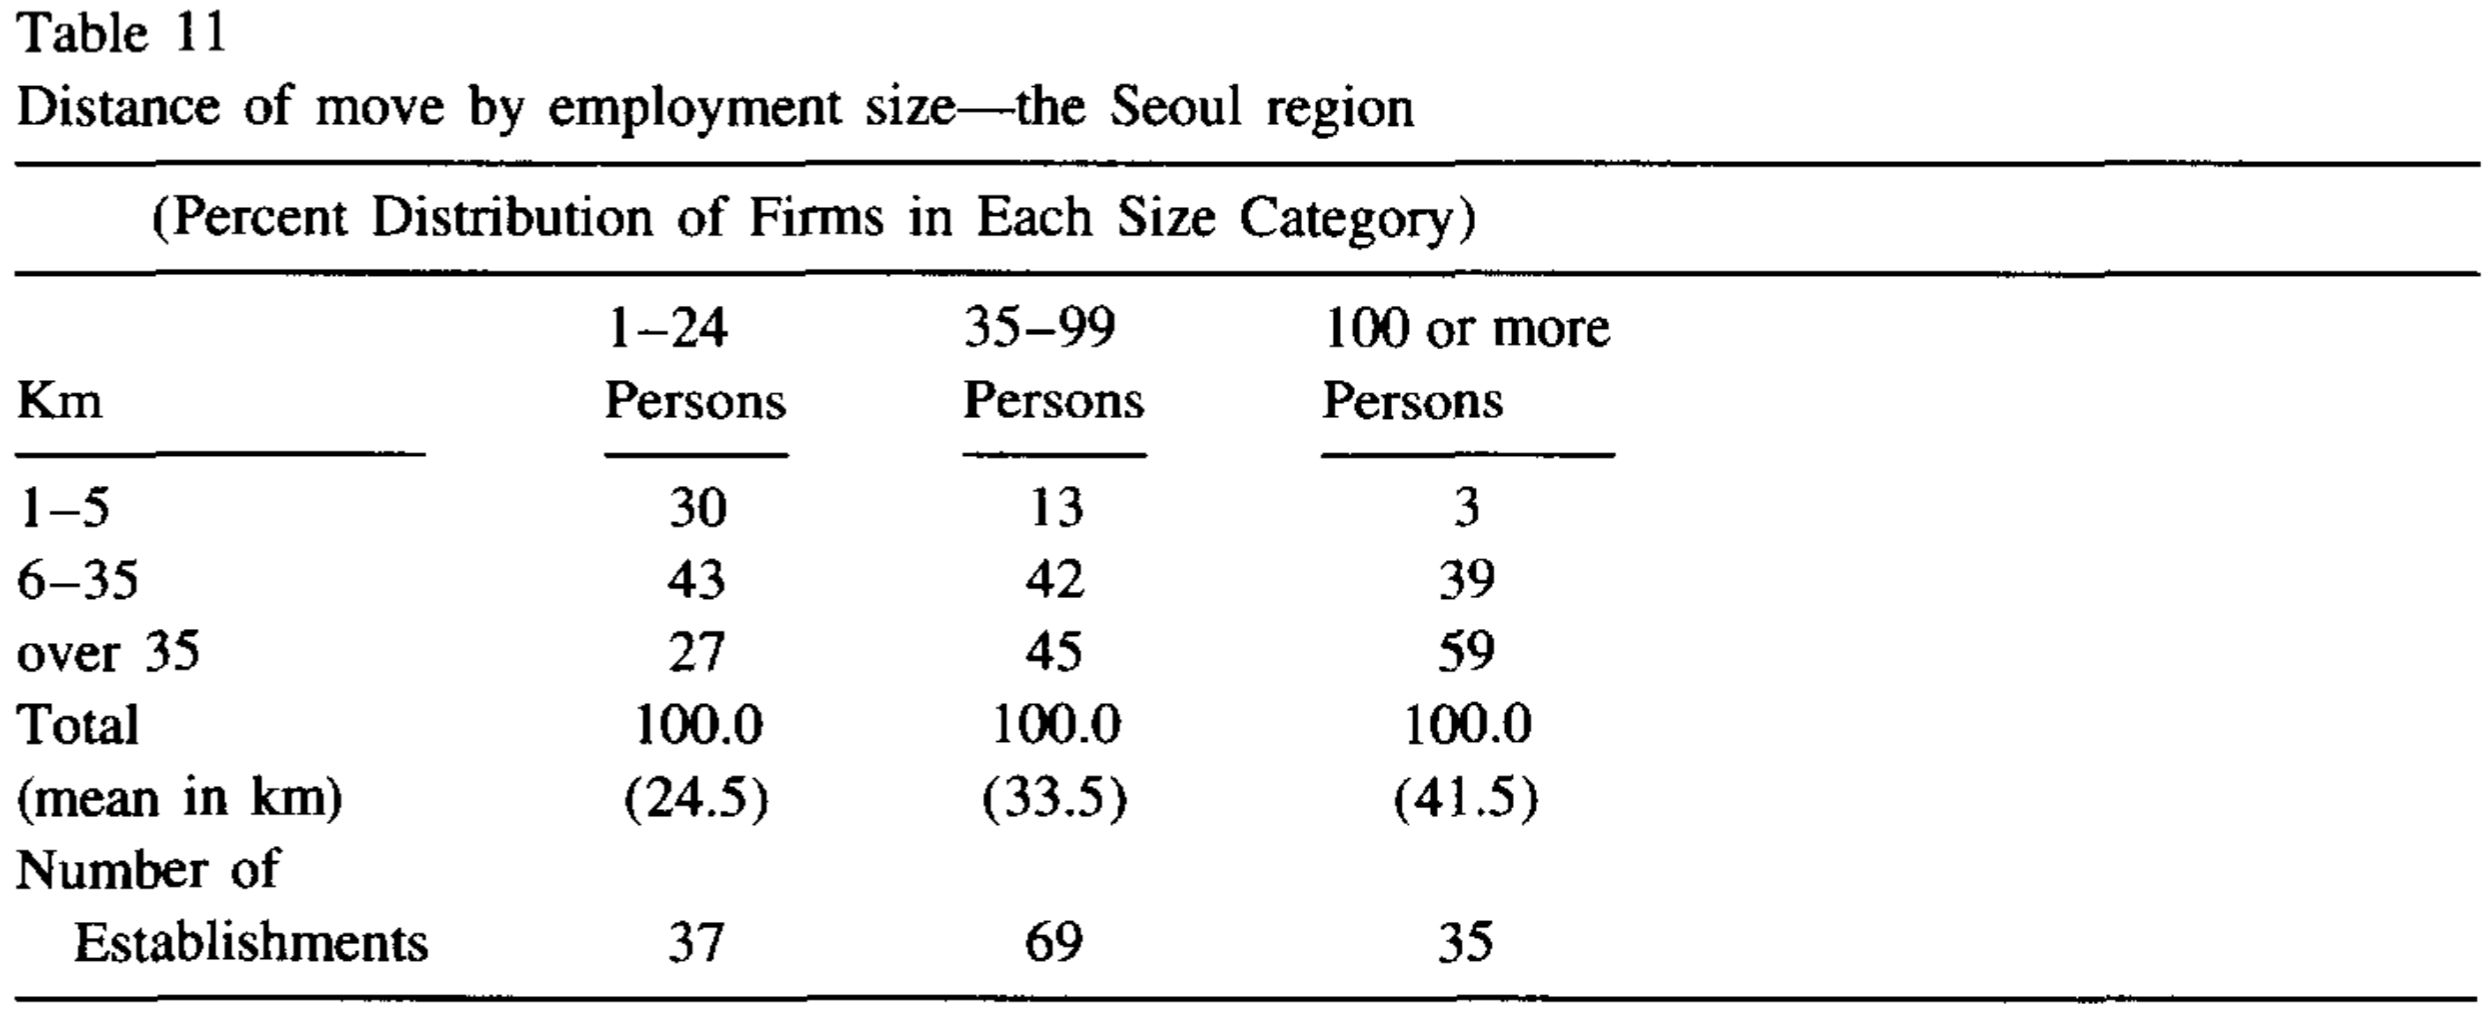 Table 11
Distance of move by employment size—the Seoul region
(Percent Distribution of Firms in Each Size Category)
1–24 35–99 100 or more
Km Persons Persons Persons
1–5 30 13 3
6–35 43 42 39
over 35 27 45 59
Total 100.0 100.0 100.0
(mean in km) (24.5) (33.5) (41.5)
Number of
Establishments 37 69 35